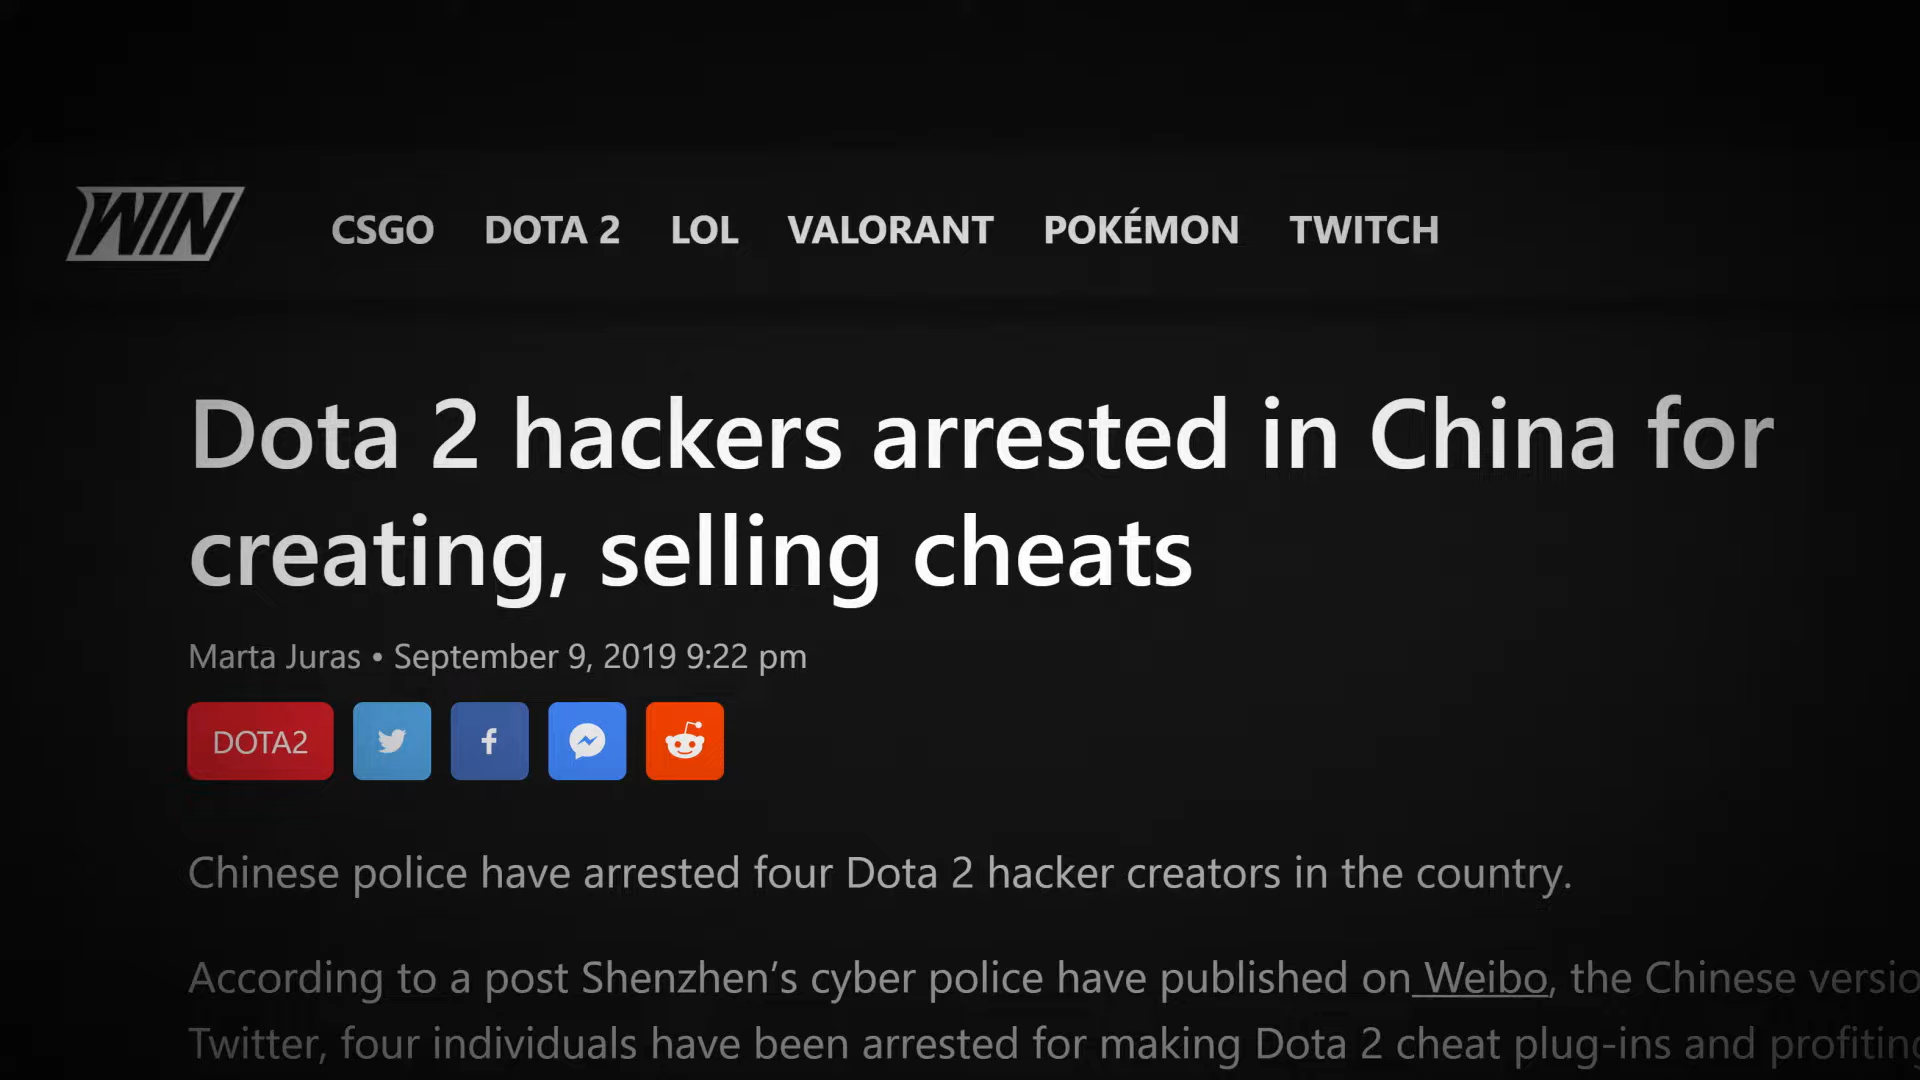 WIN
CSGO DOTA 2 LOL VALORANT POKÉMON TWITCH
Dota 2 hackers arrested in China for
creating, selling cheats
Marta Juras • September 9, 2019 9:22 pm
DOTA2
Chinese police have arrested four Dota 2 hacker creators in the country.
According to a post Shenzhen’s cyber police have published on Weibo, the Chinese versio
Twitter, four individuals have been arrested for making Dota 2 cheat plug-ins and profiting